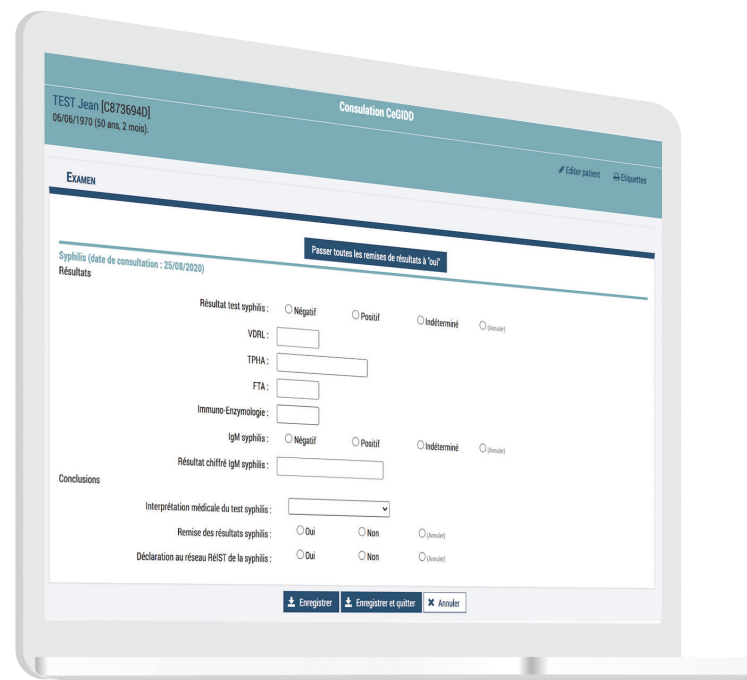 Consulation CeGIDD
TEST Jean [C873694D]
06/06/1970 (50 ans, 2 mois).
Editer patient Etiquettes
EXAMEN
Passer toutes les remises de résultats à "oui"
Syphilis (date de consultation : 25/08/2020)
Résultats
Résultat test syphilis : Négatif Positif Indéterminé (Annuler)
VDRL :
TPHA :
FTA :
Immuno-Enzymologie :
IgM syphilis : Négatif Positif Indéterminé (Annuler)
Résultat chiffré IgM syphilis :
Conclusions
Interprétation médicale du test syphilis :
Remise des résultats syphilis : Oui Non (Annuler)
Déclaration au réseau RéIST de la syphilis : Oui Non (Annuler)
Enregistrer Enregistrer et quitter Annuler